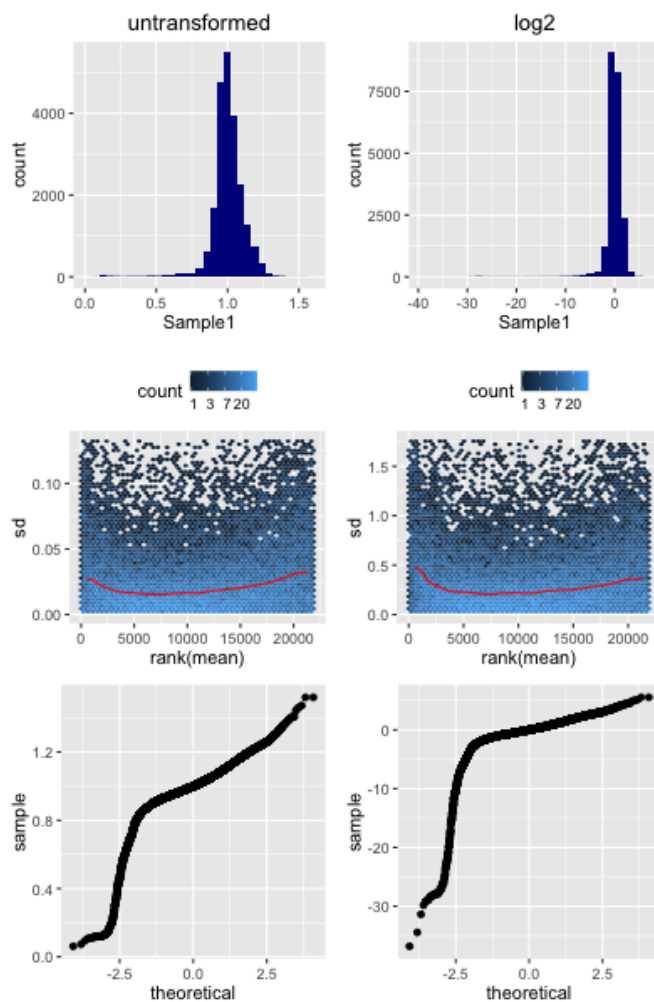 untransformed
log2
4000
2000
0
count
0.0 0.5 1.0 1.5
Sample1
7500
5000
2500
0
count
-40 -30 -20 -10 0
Sample1
count
1 3 7 20
count
1 3 7 20
0.10
0.05
0.00
sd
0 5000 10000 15000 20000
rank(mean)
1.5
1.0
0.5
0.0
sd
0 5000 10000 15000 20000
rank(mean)
1.2
0.8
0.4
0.0
sample
-2.5 0.0 2.5
theoretical
0
-10
-20
-30
sample
-2.5 0.0 2.5
theoretical